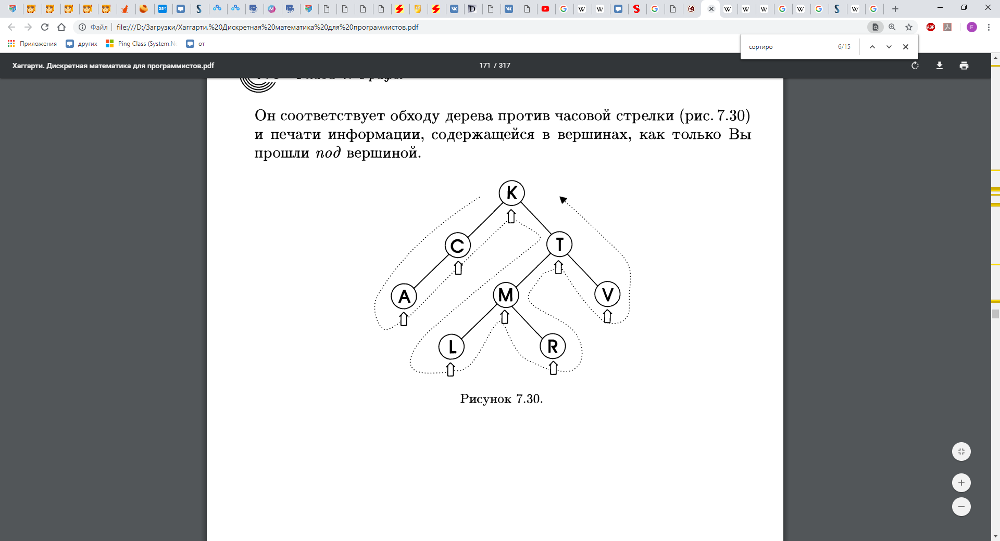 Файл
file:///D:/Загрузки/Хаггарти.%20Дискретная%20математика%20для%20программистов.pdf
Приложения
других
Ping Class (System.Ne
от
сортиро
6/15
Хаггарти. Дискретная математика для программистов.pdf
171 / 317
Он соответствует обходу дерева против часовой стрелки (рис. 7.30)
и печати информации, содержащейся в вершинах, как только Вы
прошли под вершиной.
K
C
T
A
M
V
L
R
Рисунок 7.30.